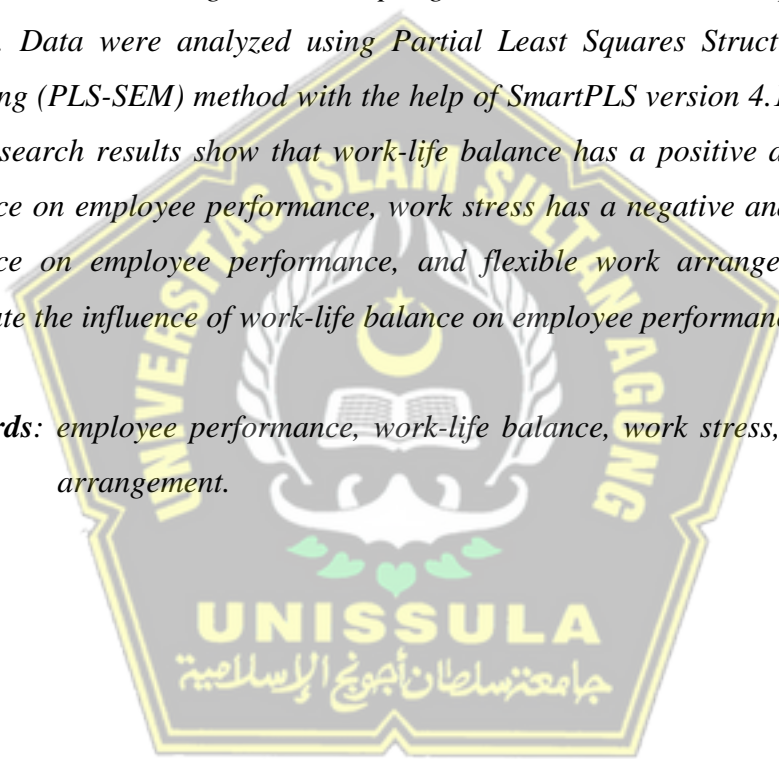 . Data were analyzed using Partial Least Squares Struct
ng (PLS-SEM) method with the help of SmartPLS version 4.1
search results show that work-life balance has a positive a
ce on employee performance, work stress has a negative an
ce on employee performance, and flexible work arrange
ate the influence of work-life balance on employee performan
rds: employee performance, work-life balance, work stress,
arrangement.
UNIVERSITAS ISLAM SULTAN AGUNG
UNISSULA
جامعة سلطان أجونج الإسلامية